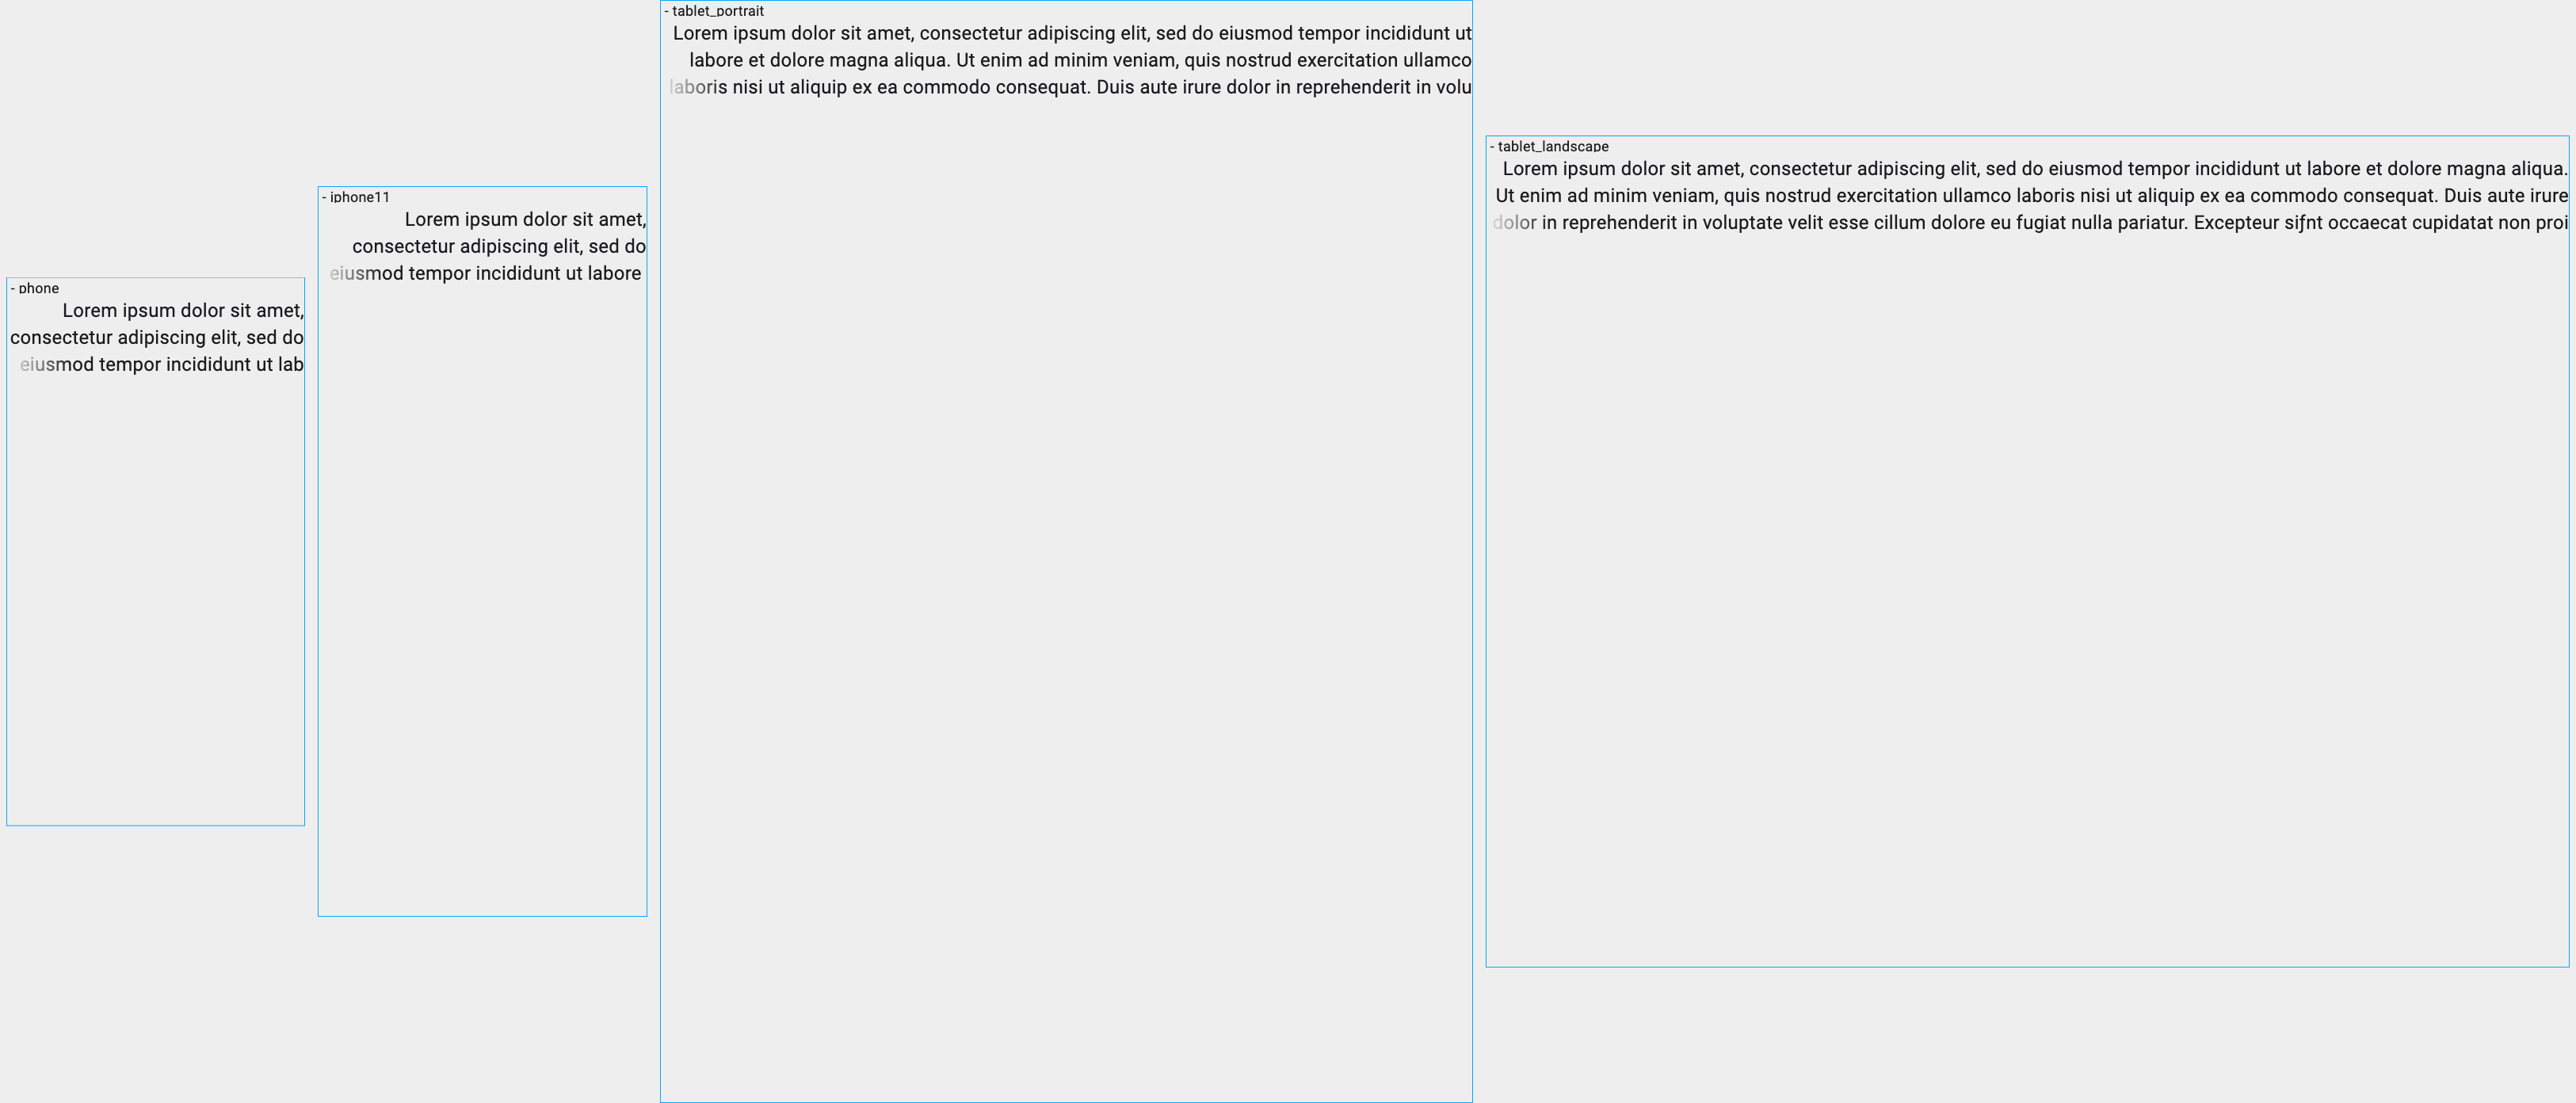 - phone
Lorem ipsum dolor sit amet,
consectetur adipiscing elit, sed do
eiusmod tempor incididunt ut lab
- iphone11
Lorem ipsum dolor sit amet,
consectetur adipiscing elit, sed do
eiusmod tempor incididunt ut labore
- tablet_portrait
Lorem ipsum dolor sit amet, consectetur adipiscing elit, sed do eiusmod tempor incididunt ut
labore et dolore magna aliqua. Ut enim ad minim veniam, quis nostrud exercitation ullamco
laboris nisi ut aliquip ex ea commodo consequat. Duis aute irure dolor in reprehenderit in volu
- tablet_landscape
Lorem ipsum dolor sit amet, consectetur adipiscing elit, sed do eiusmod tempor incididunt ut labore et dolore magna aliqua.
Ut enim ad minim veniam, quis nostrud exercitation ullamco laboris nisi ut aliquip ex ea commodo consequat. Duis aute irure
dolor in reprehenderit in voluptate velit esse cillum dolore eu fugiat nulla pariatur. Excepteur siƒnt occaecat cupidatat non proi